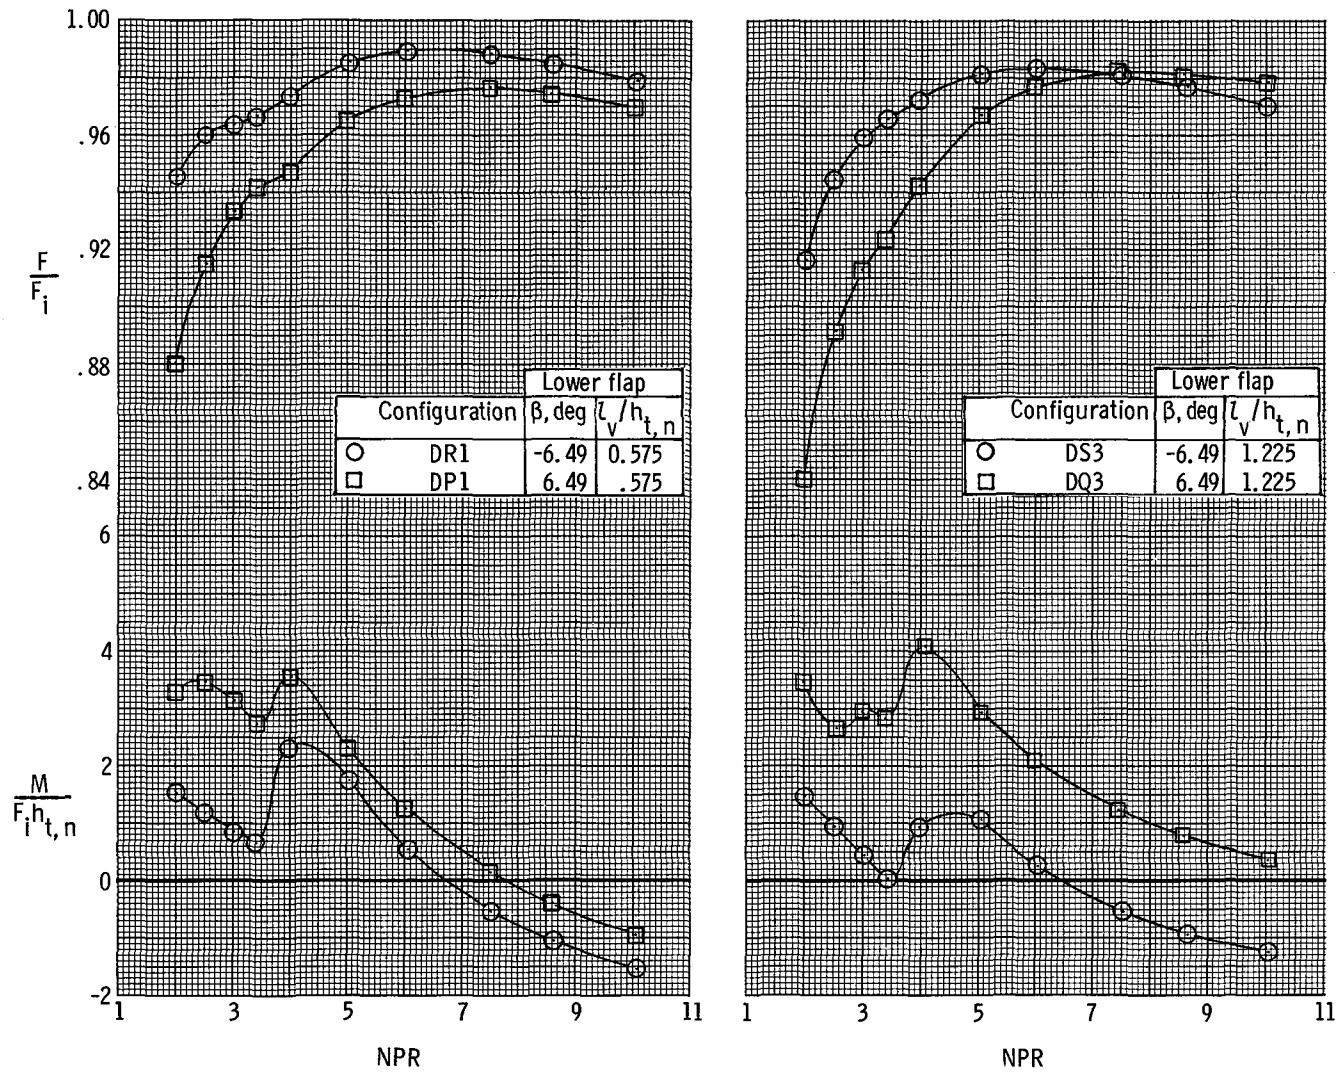 1.00
.96
.92
F
F_i
.88
.84
6
4
2
M
F_i h_t,n
0
-2
Lower flap
Configuration β, deg l_v/h_t,n
DR1 -6.49 0.575
DP1 6.49 .575
1 3 5 7 9 11
NPR
Lower flap
Configuration β, deg l_v/h_t,n
DS3 -6.49 1.225
DQ3 6.49 1.225
1 3 5 7 9 11
NPR